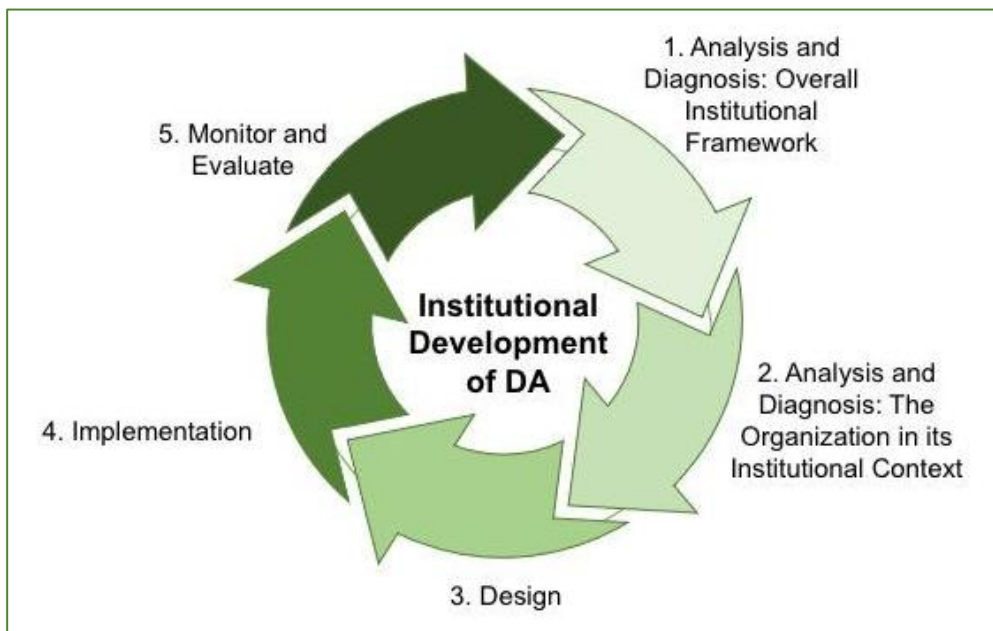 1. Analysis and
Diagnosis: Overall
Institutional
Framework
2. Analysis and
Diagnosis: The
Organization in its
Institutional Context
3. Design
4. Implementation
5. Monitor and
Evaluate
Institutional
Development
of DA